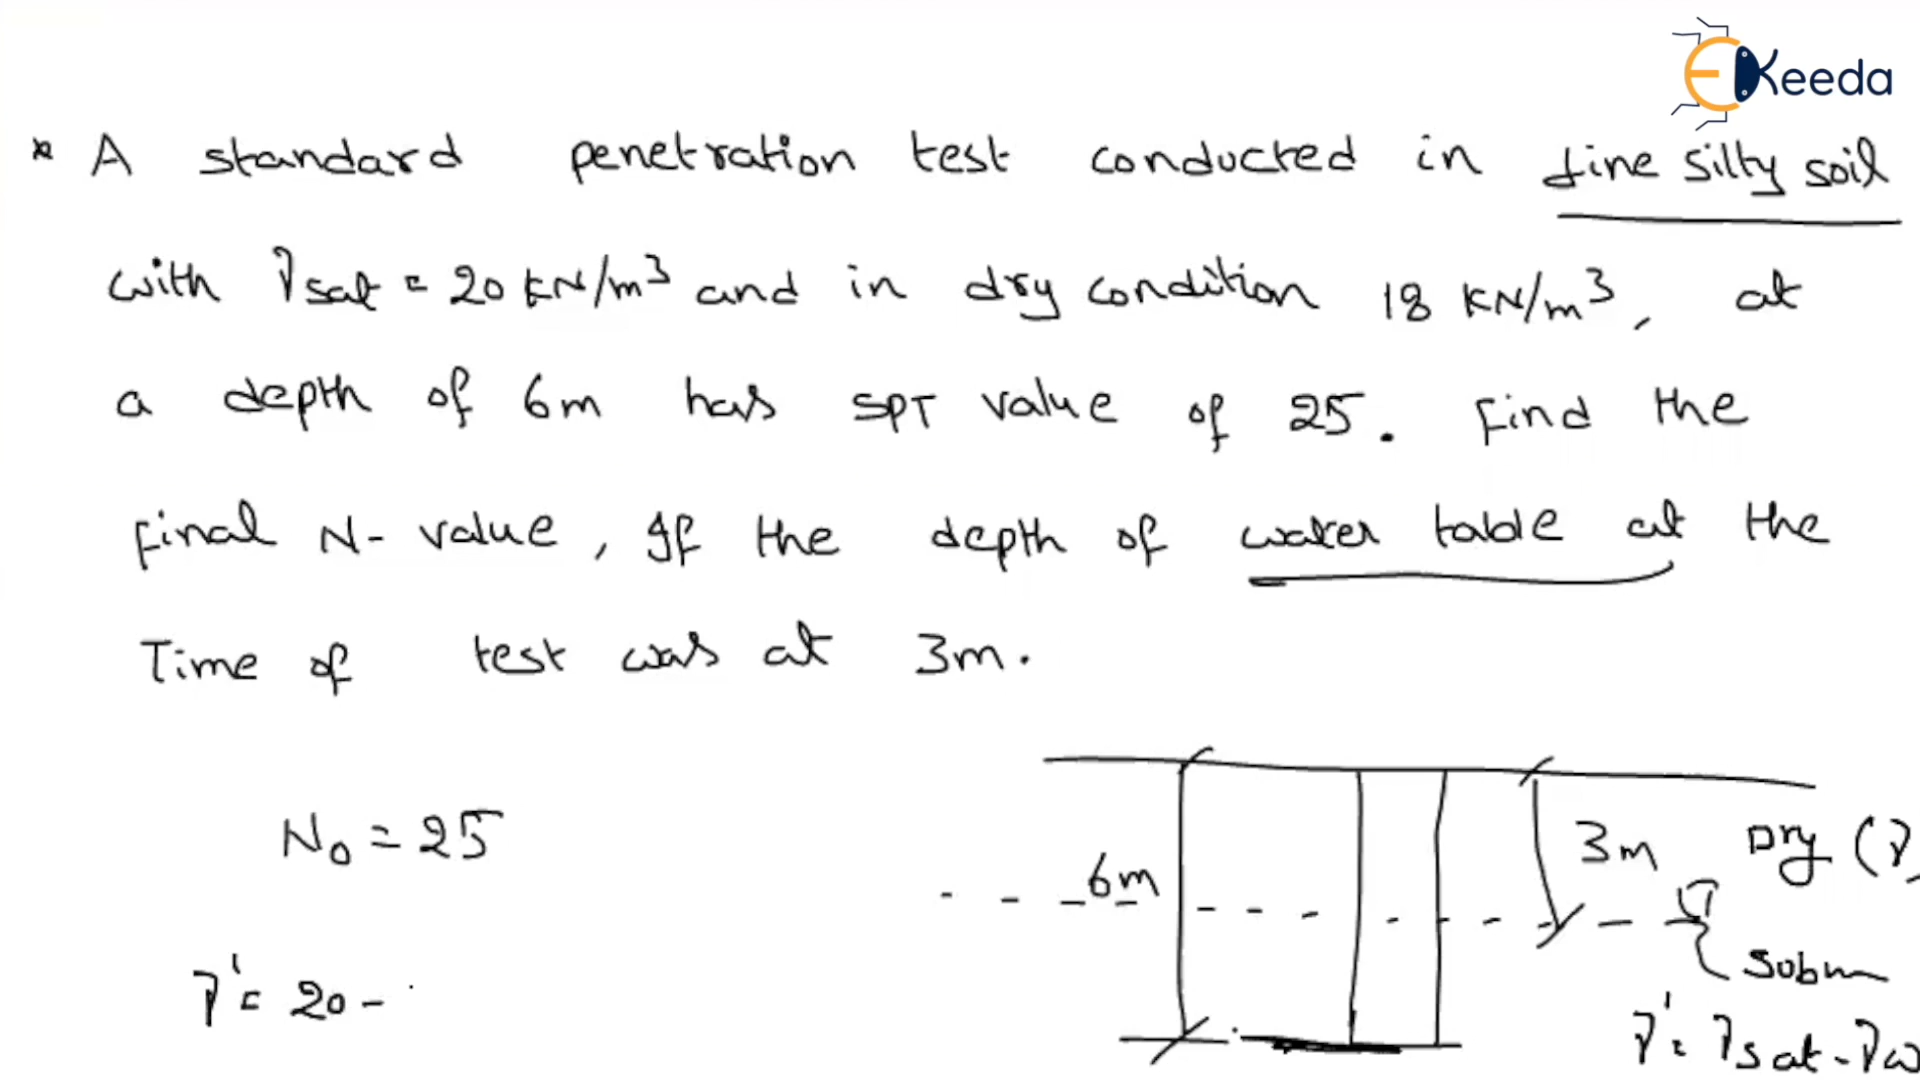 EKeeda
* A standard penetration test conducted in fine silty soil
with γsat = 20 KN/m³ and in dry condition 18 KN/m³, at
a depth of 6m has SPT value of 25. Find the
final N-value, If the depth of water table at the
Time of test was at 3m.
N₀ = 25
6m
3m
Dry (γ
Subm
γ' = 20 -
γ' = γsat - γw